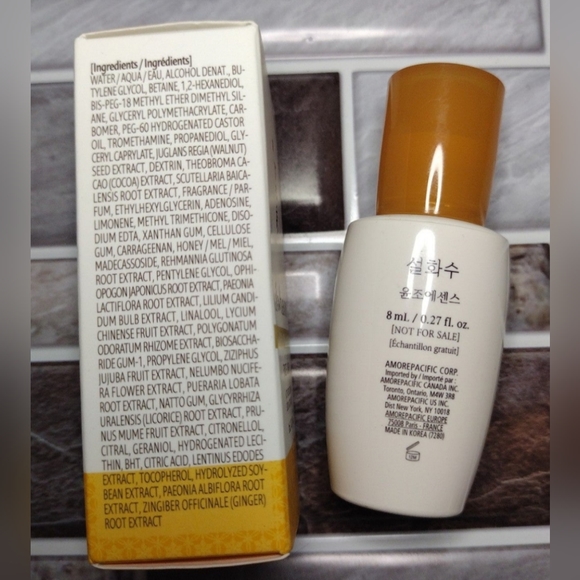 [Ingredients / Ingrédients]
WATER / AQUA / EAU, ALCOHOL DENAT., BU-
TYLENE GLYCOL, BETAINE, 1,2-HEXANEDIOL,
BIS-PEG-18 METHYL ETHER DIMETHYL SIL-
ANE, GLYCERYL POLYMETHACRYLATE, CAR-
BOMER, PEG-60 HYDROGENATED CASTOR
OIL, TROMETHAMINE, PROPANEDIOL, GLY-
CERYL CAPRYLATE, JUGLANS REGIA (WALNUT)
SEED EXTRACT, DEXTRIN, THEOBROMA CA-
CAO (COCOA) EXTRACT, SCUTELLARIA BAICA-
LENSIS ROOT EXTRACT, FRAGRANCE / PAR-
FUM, ETHYLHEXYLGLYCERIN, ADENOSINE,
LIMONENE, METHYL TRIMETHICONE, DISO-
DIUM EDTA, XANTHAN GUM, CELLULOSE
GUM, CARRAGEENAN, HONEY / MEL / MIEL,
MADECASSOSIDE, REHMANNIA GLUTINOSA
ROOT EXTRACT, PENTYLENE GLYCOL, OPHI-
OPOGON JAPONICUS ROOT EXTRACT, PAEONIA
LACTIFLORA ROOT EXTRACT, LILIUM CANDI-
DUM BULB EXTRACT, LINALOOL, LYCIUM
CHINENSE FRUIT EXTRACT, POLYGONATUM
ODORATUM RHIZOME EXTRACT, BIOSACCHA-
RIDE GUM-1, PROPYLENE GLYCOL, ZIZIPHUS
JUJUBA FRUIT EXTRACT, NELUMBO NUCIFE-
RA FLOWER EXTRACT, PUERARIA LOBATA
ROOT EXTRACT, NATTO GUM, GLYCYRRHIZA
URALENSIS (LICORICE) ROOT EXTRACT, PRU-
NUS MUME FRUIT EXTRACT, CITRONELLOL,
CITRAL, GERANIOL, HYDROGENATED LECI-
THIN, BHT, CITRIC ACID, LENTINUS EDODES
EXTRACT, TOCOPHEROL, HYDROLYZED SOY-
BEAN EXTRACT, PAEONIA ALBIFLORA ROOT
EXTRACT, ZINGIBER OFFICINALE (GINGER)
ROOT EXTRACT
설화수
윤조에센스
8 ml. / 0.27 fl. oz.
[NOT FOR SALE]
[Échantillon gratuit]
AMOREPACIFIC CORP.
Imported by / Importé par :
AMOREPACIFIC CANADA INC.
Toronto, Ontario, M4W 3R8
AMOREPACIFIC US INC.
Dist New York, NY 10018
AMOREPACIFIC EUROPE
75008 Paris - FRANCE
MADE IN KOREA (7280)